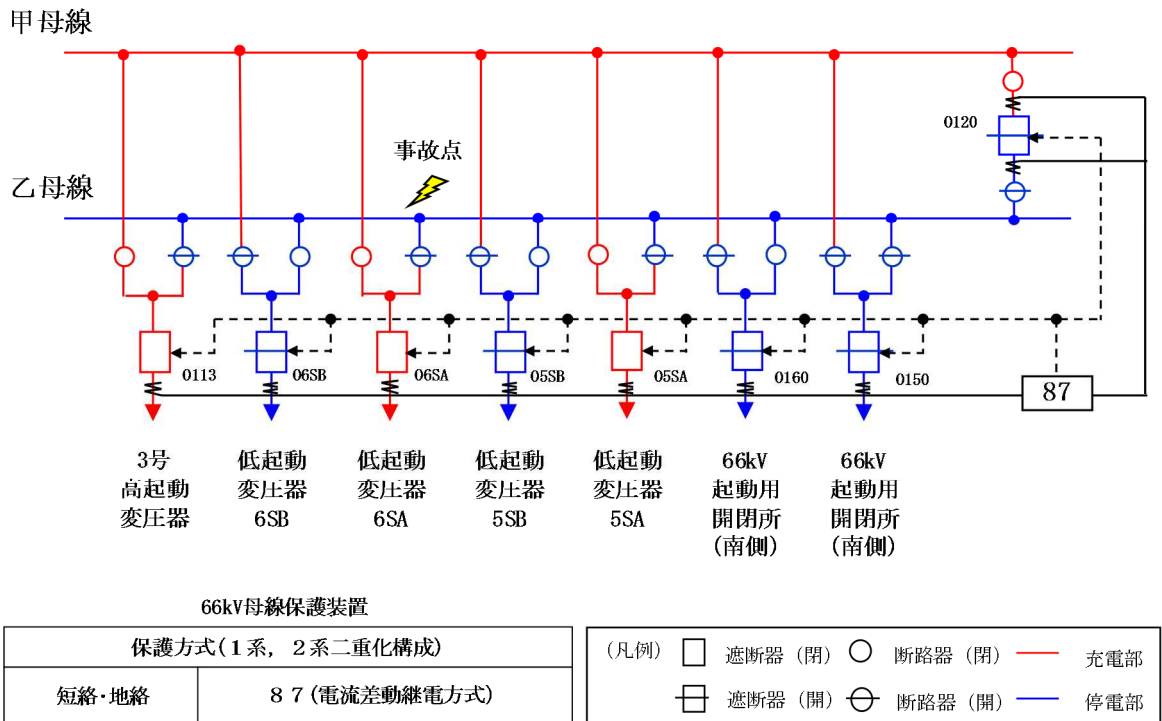 甲母線
0120
事故点
乙母線
0113
06SB
06SA
05SB
05SA
0160
0150
87
3号
高起動
変圧器
低起動
変圧器
6SB
低起動
変圧器
6SA
低起動
変圧器
5SB
低起動
変圧器
5SA
66kV
起動用
開閉所
(南側)
66kV
起動用
開閉所
(南側)
66kV母線保護装置
保護方式(1系, 2系二重化構成)
短絡・地絡
87(電流差動継電方式)
(凡例)
遮断器(閉)
断路器(閉)
充電部
遮断器(開)
断路器(開)
停電部